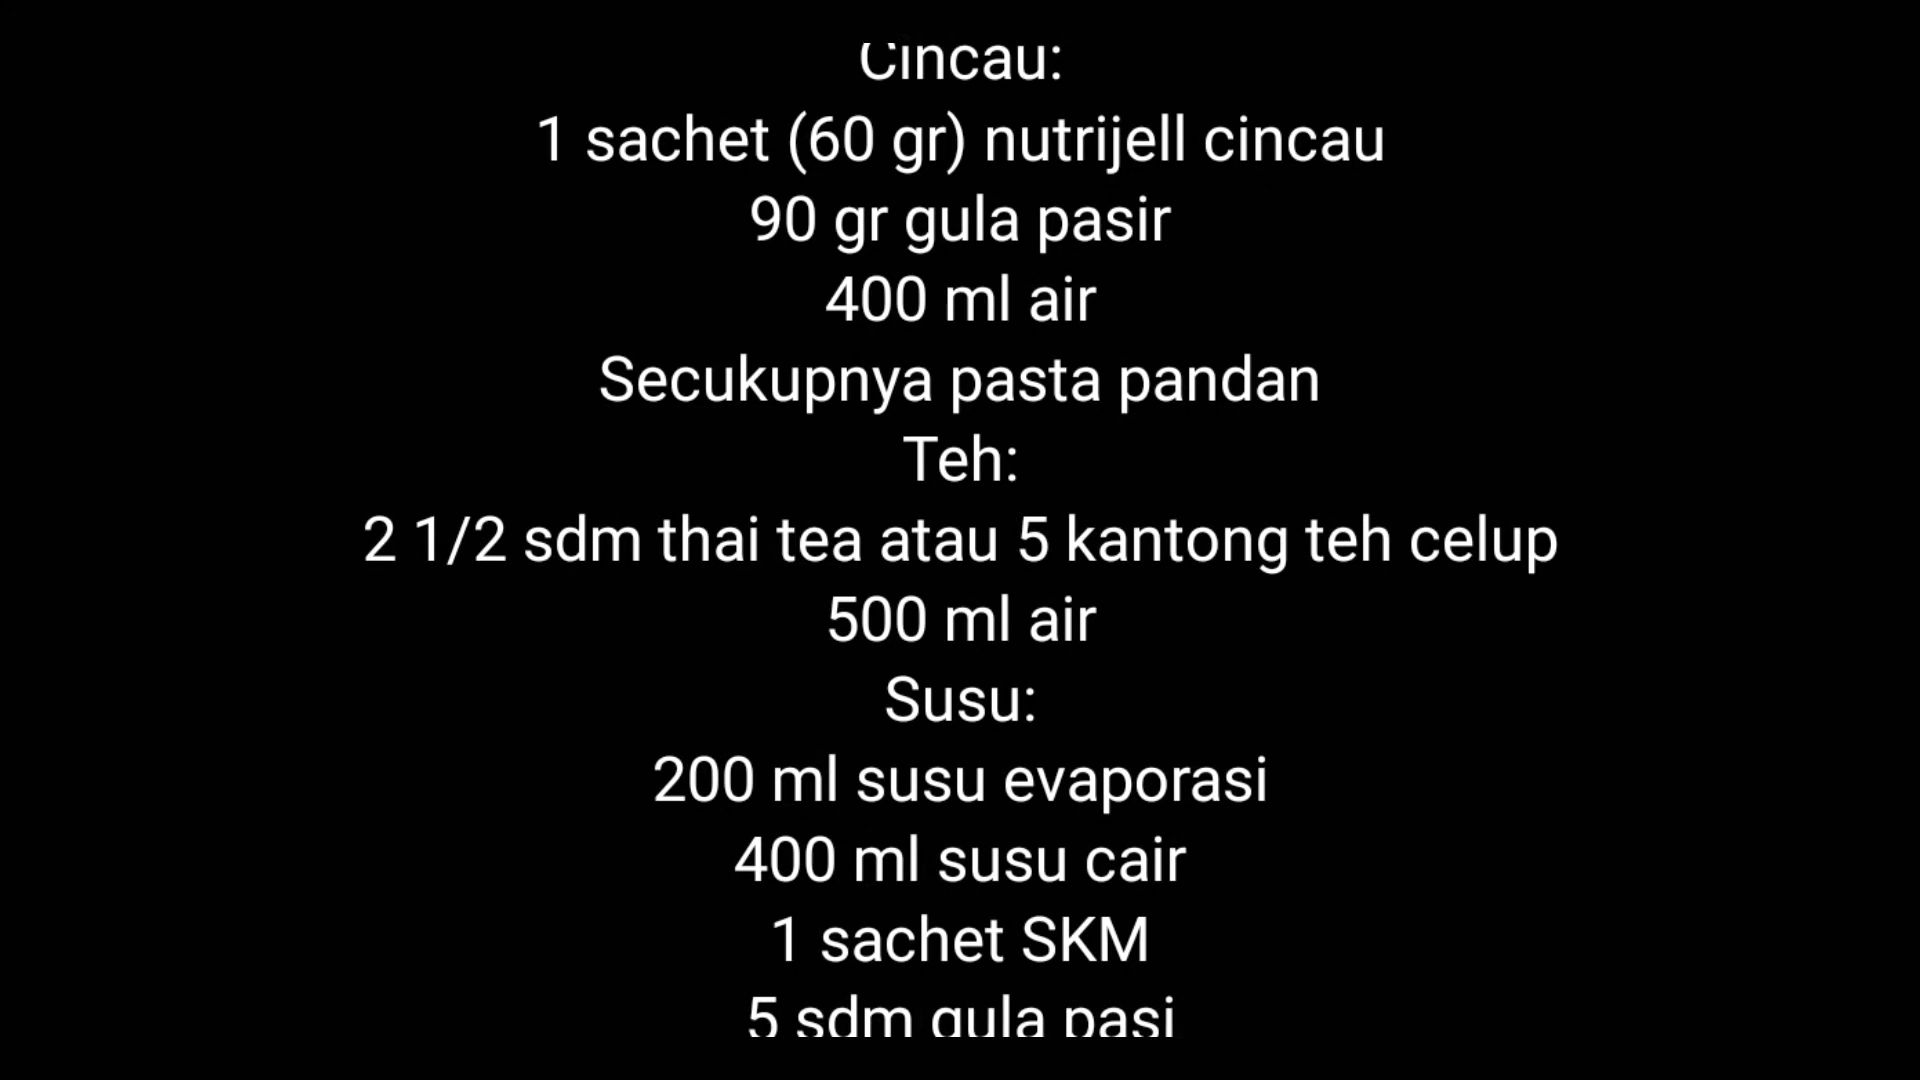 Cincau:
1 sachet (60 gr) nutrijell cincau
90 gr gula pasir
400 ml air
Secukupnya pasta pandan
Teh:
2 1/2 sdm thai tea atau 5 kantong teh celup
500 ml air
Susu:
200 ml susu evaporasi
400 ml susu cair
1 sachet SKM
5 sdm gula pasi